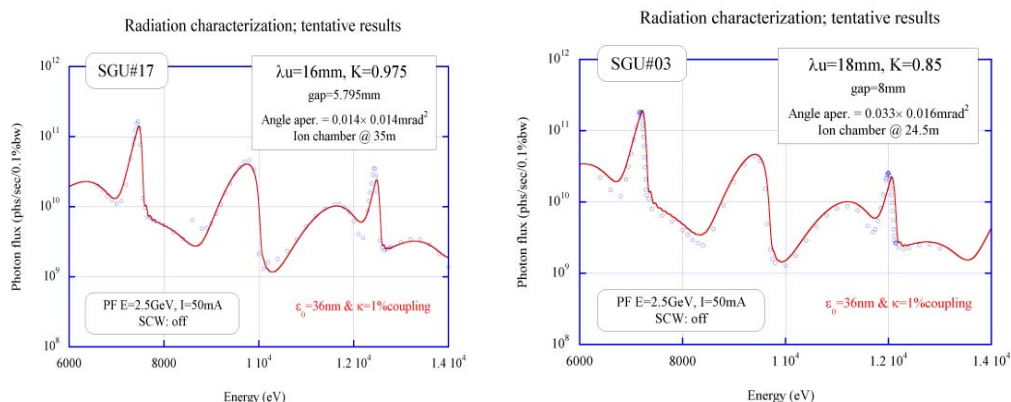 Radiation characterization; tentative results
10¹²
SGU#17
λu=16mm, K=0.975
gap=5.795mm
Angle aper. = 0.014× 0.014mrad²
Ion chamber @ 35m
10¹¹
10¹⁰
10⁹
10⁸
Photon flux (phs/sec/0.1%bw)
PF E=2.5GeV, I=50mA
SCW: off
ε₀=36nm & κ=1%coupling
6000 8000 1 10⁴ 1.2 10⁴ 1.4 10⁴
Energy (eV)
Radiation characterization; tentative results
10¹²
SGU#03
λu=18mm, K=0.85
gap=8mm
Angle aper. = 0.033× 0.016mrad²
Ion chamber @ 24.5m
10¹¹
10¹⁰
10⁹
10⁸
Photon flux (phs/sec/0.1%bw)
PF E=2.5GeV, I=50mA
SCW: off
ε₀=36nm & κ=1%coupling
6000 8000 10⁴ 1.2 10⁴ 1.4 10⁴
Energy (eV)